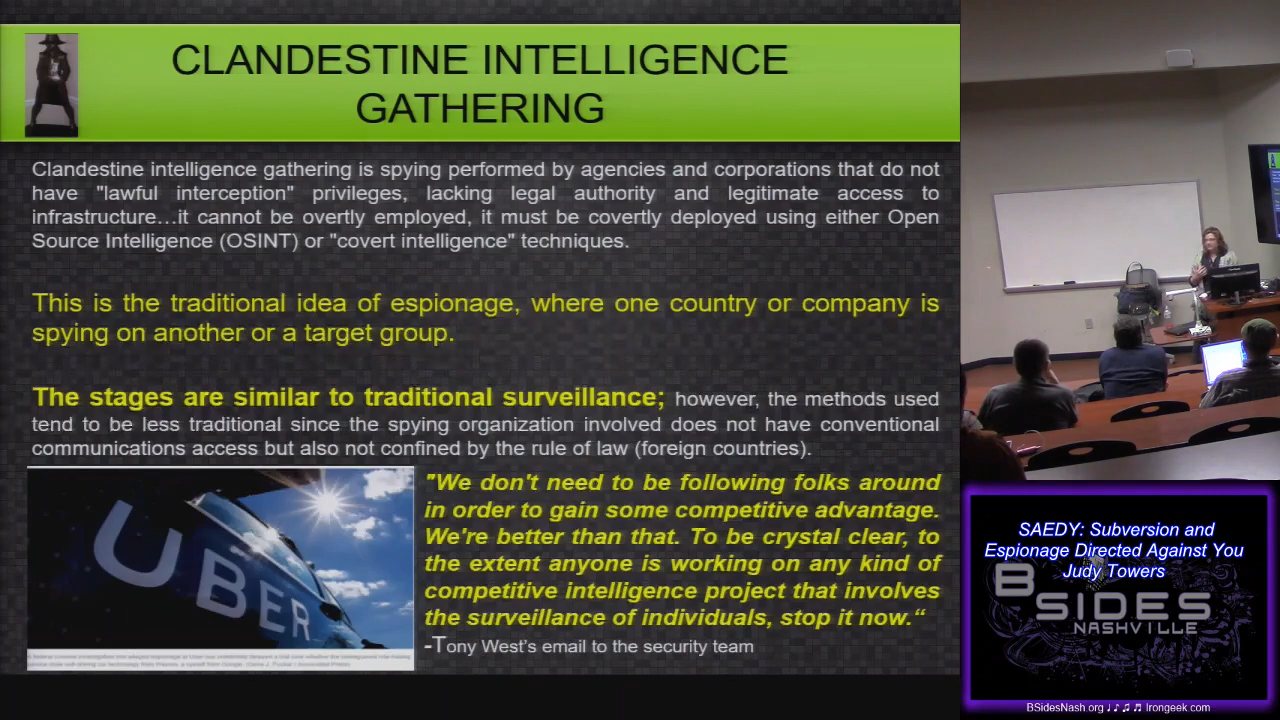 CLANDESTINE INTELLIGENCE
GATHERING
Clandestine intelligence gathering is spying performed by agencies and corporations that do not
have "lawful interception" privileges, lacking legal authority and legitimate access to
infrastructure…it cannot be overtly employed, it must be covertly deployed using either Open
Source Intelligence (OSINT) or "covert intelligence" techniques.
This is the traditional idea of espionage, where one country or company is
spying on another or a target group.
The stages are similar to traditional surveillance; however, the methods used
tend to be less traditional since the spying organization involved does not have conventional
communications access but also not confined by the rule of law (foreign countries).
UBER
"We don't need to be following folks around
in order to gain some competitive advantage.
We're better than that. To be crystal clear, to
the extent anyone is working on any kind of
competitive intelligence project that involves
the surveillance of individuals, stop it now.“
-Tony West's email to the security team
SAEDY: Subversion and
Espionage Directed Against You
Judy Towers
BSIDES
NASHVILLE
BSidesNash.org ♩ ♪ ♫ ♬ Irongeek.com